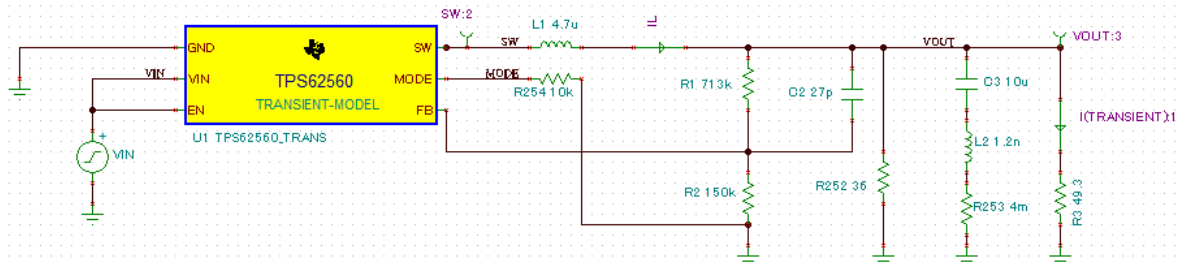 SW:2
L1 4.7u
IL
VOUT:3
GND
SW
SW
VOUT
VIN
VIN
TPS62560
MODE
MODE
R254 10k
R1 713k
C2 27p
C3 10u
EN
TRANSIENT-MODEL
FB
I(TRANSIENT):1
U1 TPS62560_TRANS
+
VIN
L2 1.2n
R2 150k
R252 36
R253 4m
R3 49.3